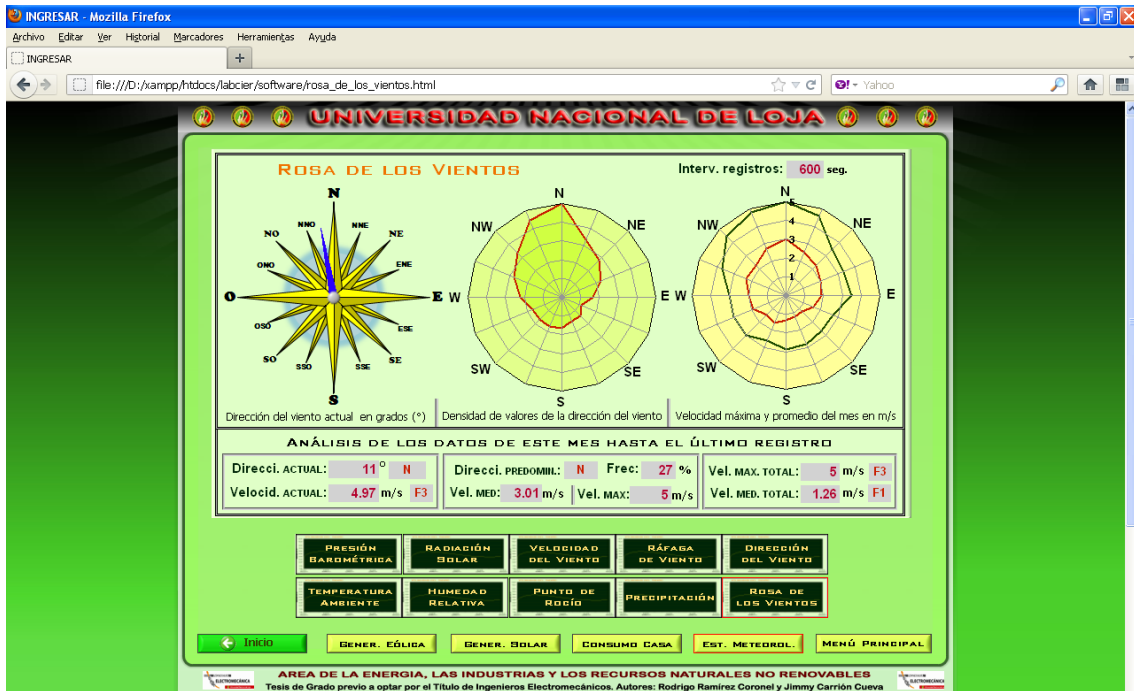 INGRESAR - Mozilla Firefox
Archivo Editar Ver Historial Marcadores Herramientas Ayuda
INGRESAR
file:///D:/xampp/htdocs/labcier/software/rosa_de_los_vientos.html
Yahoo
UNIVERSIDAD NACIONAL DE LOJA
ROSA DE LOS VIENTOS
Interv. registros: 600 seg.
N
NNO NNE
NO NE
ONO ENE
O E
OSO ESE
SO SE
SSO SSE
S
N
NW NE
W E
SW SE
S
N
NW NE
W E
SW SE
S
5
3
2
1
Dirección del viento actual en grados (°)
Densidad de valores de la dirección del viento
Velocidad máxima y promedio del mes en m/s
ANÁLISIS DE LOS DATOS DE ESTE MES HASTA EL ÚLTIMO REGISTRO
Direcci. ACTUAL: 11° N
Velocid. ACTUAL: 4.97 m/s F3
Direcci. PREDOMIN.: N Frec: 27 %
Vel. MED: 3.01 m/s Vel. MAX: 5 m/s
Vel. MAX. TOTAL: 5 m/s F3
Vel. MED. TOTAL: 1.26 m/s F1
PRESIÓN BAROMÉTRICA
RADIACIÓN SOLAR
VELOCIDAD DEL VIENTO
RÁFAGA DE VIENTO
DIRECCIÓN DEL VIENTO
TEMPERATURA AMBIENTE
HUMEDAD RELATIVA
PUNTO DE ROCÍO
PRECIPITACIÓN
ROSA DE LOS VIENTOS
Inicio
GENER. EÓLICA
GENER. SOLAR
CONSUMO CASA
EST. METEOROL.
MENÚ PRINCIPAL
AREA DE LA ENERGIA, LAS INDUSTRIAS Y LOS RECURSOS NATURALES NO RENOVABLES
Tesis de Grado previo a optar por el Título de Ingenieros Electromecánicos. Autores: Rodrigo Ramírez Coronel y Jimmy Carrión Cueva